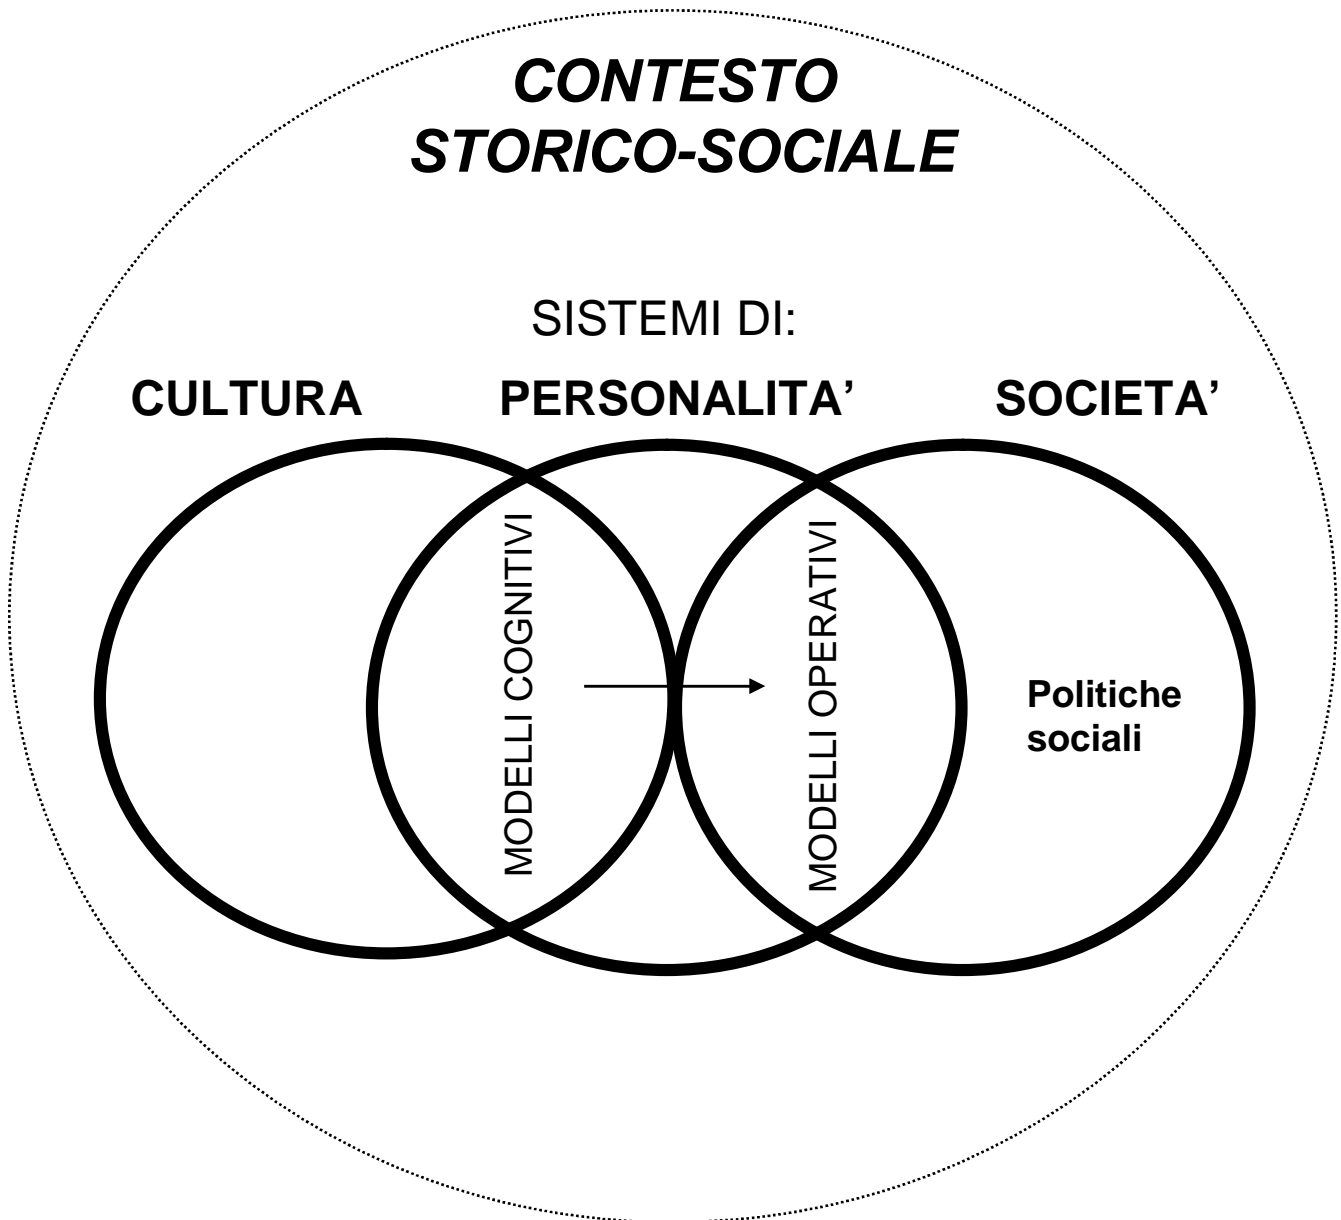 CONTESTO
STORICO-SOCIALE
SISTEMI DI:
CULTURA
PERSONALITA’
SOCIETA’
MODELLI COGNITIVI
MODELLI OPERATIVI
Politiche
sociali